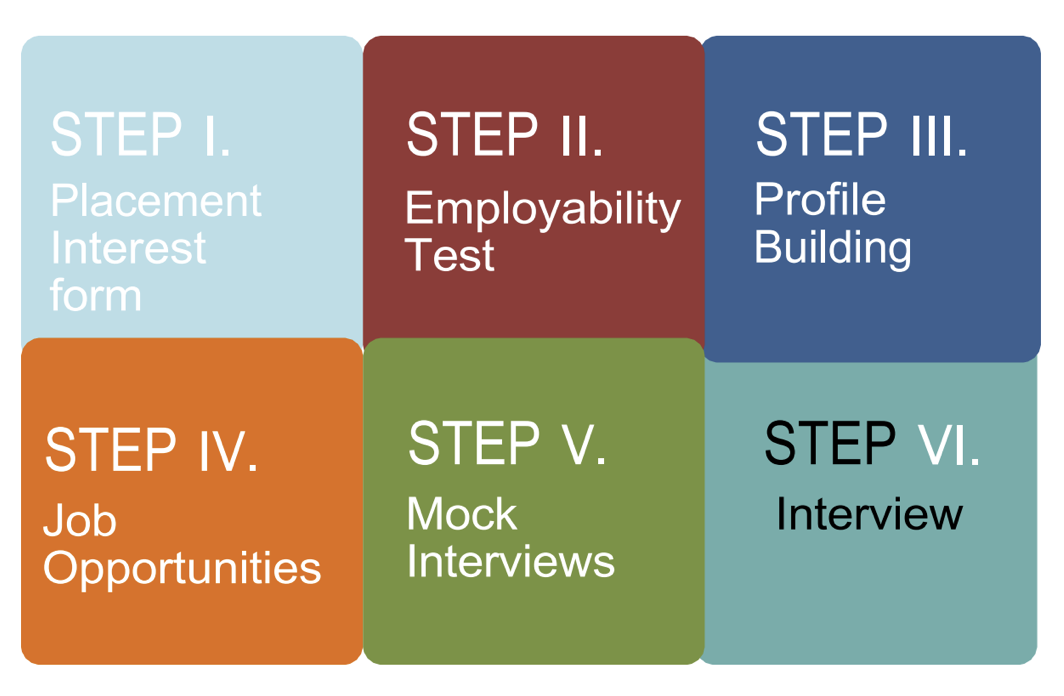 STEP I.
Placement
Interest
form
STEP II.
Employability
Test
STEP III.
Profile
Building
STEP IV.
Job
Opportunities
STEP V.
Mock
Interviews
STEP VI.
Interview